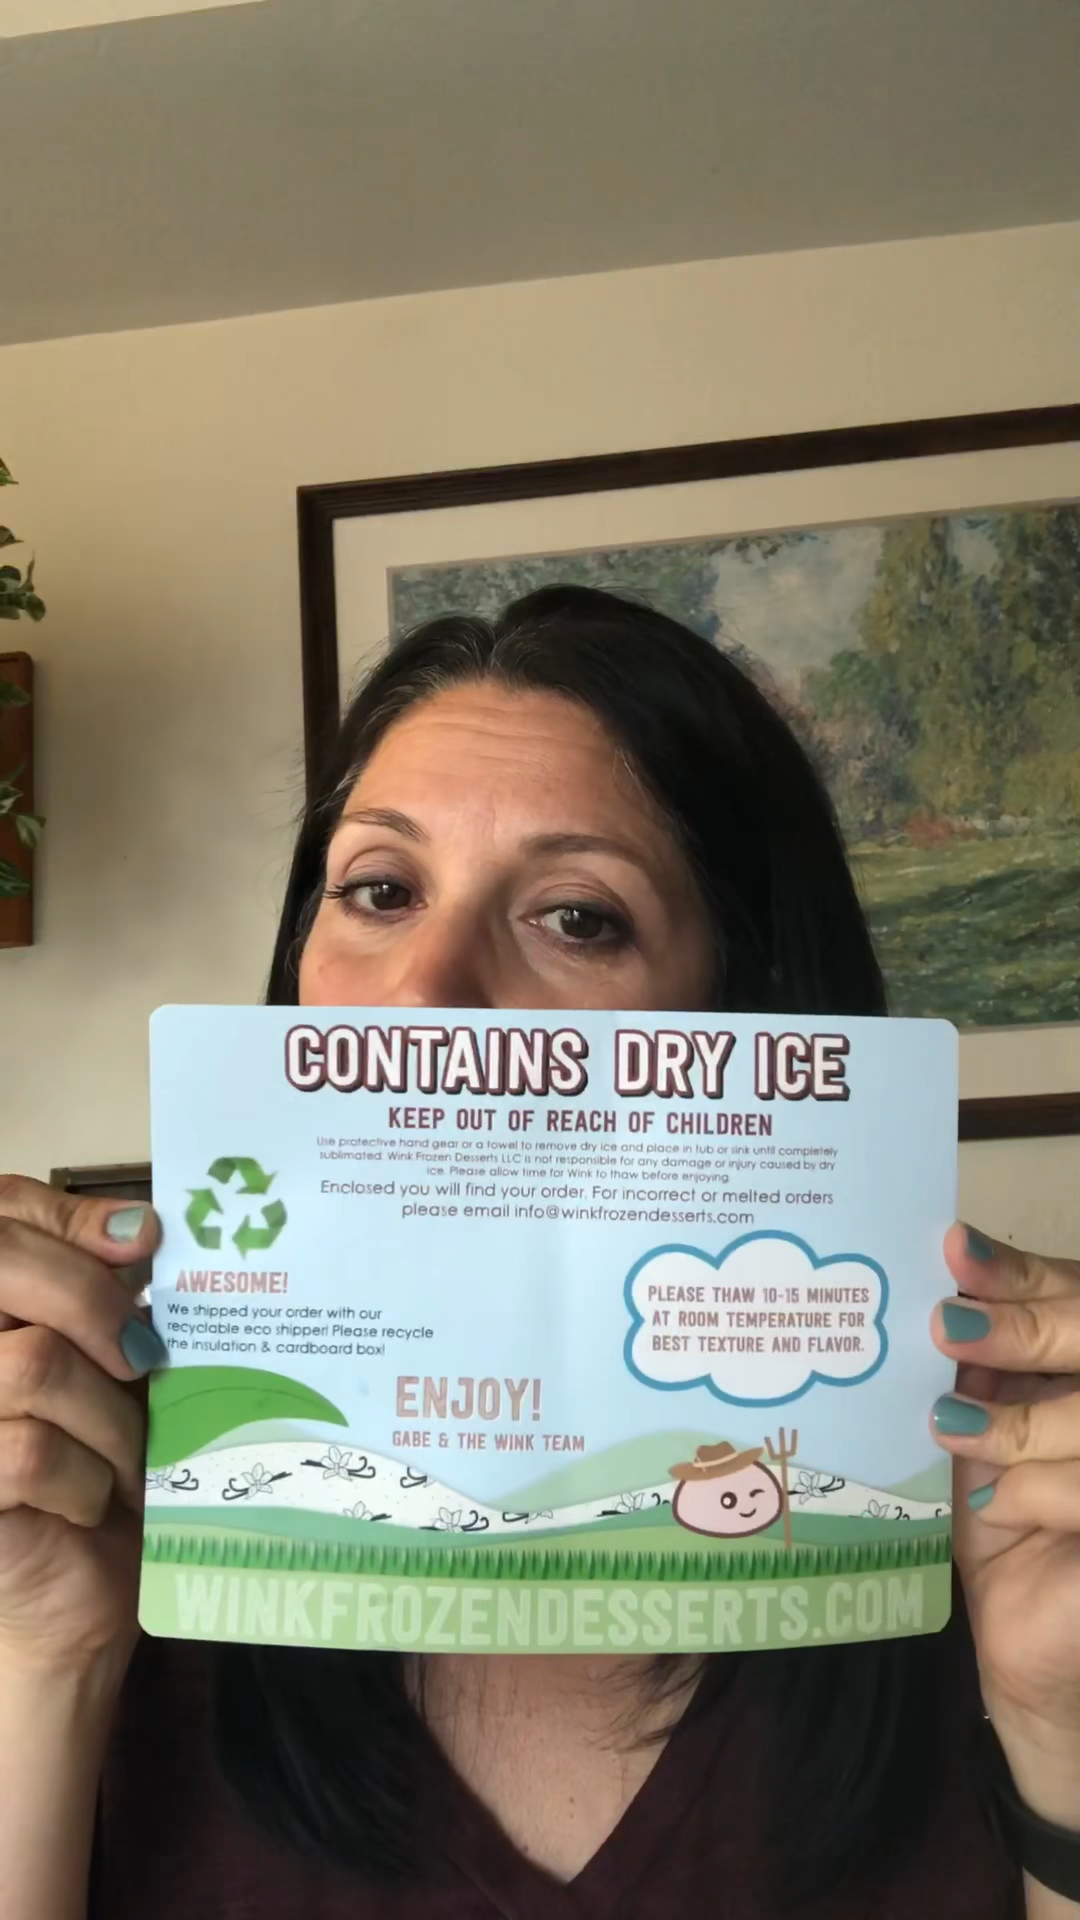 CONTAINS DRY ICE
KEEP OUT OF REACH OF CHILDREN
Use protective hand gear or a towel to remove dry ice and place in tub or sink until completely
sublimated. Wink Frozen Desserts LLC is not responsible for any damage or injury caused by dry
ice. Please allow time for Wink to thaw before enjoying.
Enclosed you will find your order. For incorrect or melted orders
please email info@winkfrozendesserts.com
AWESOME!
We shipped your order with our
recyclable eco shipper! Please recycle
the insulation & cardboard box!
PLEASE THAW 10-15 MINUTES
AT ROOM TEMPERATURE FOR
BEST TEXTURE AND FLAVOR.
ENJOY!
GABE & THE WINK TEAM
WINKFROZENDESSERTS.COM